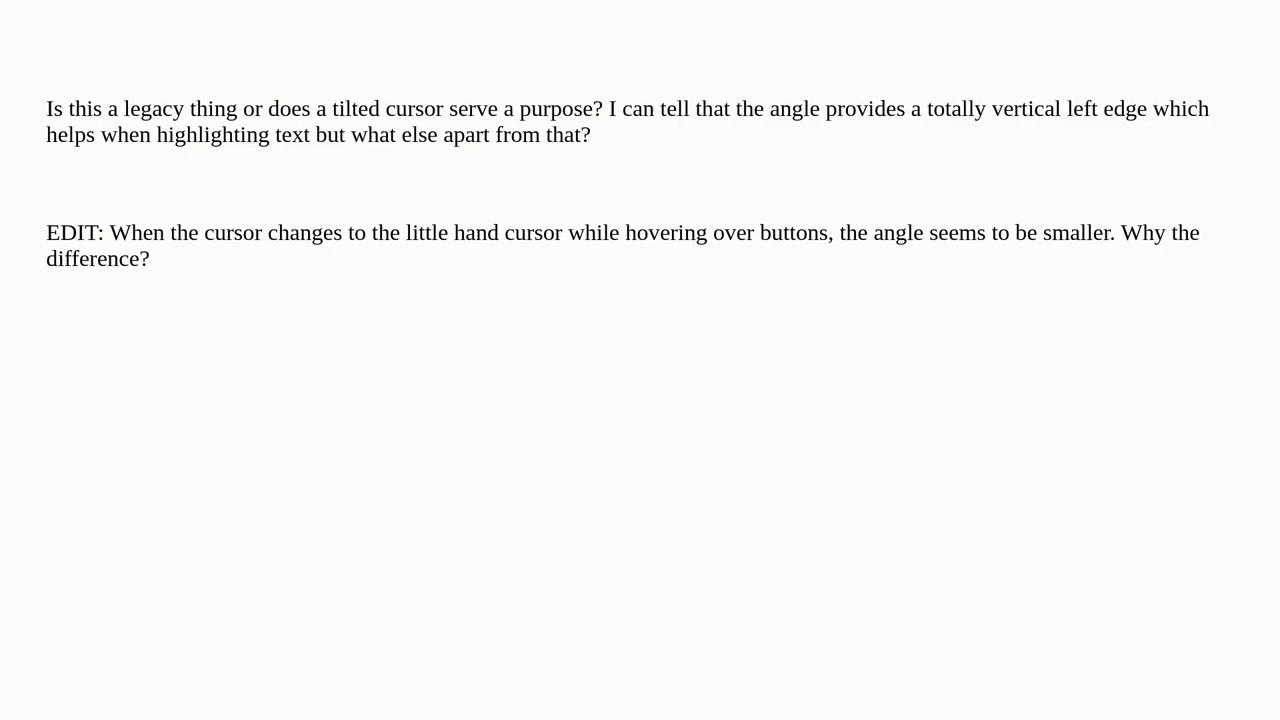 Is this a legacy thing or does a tilted cursor serve a purpose? I can tell that the angle provides a totally vertical left edge which
helps when highlighting text but what else apart from that?
EDIT: When the cursor changes to the little hand cursor while hovering over buttons, the angle seems to be smaller. Why the
difference?